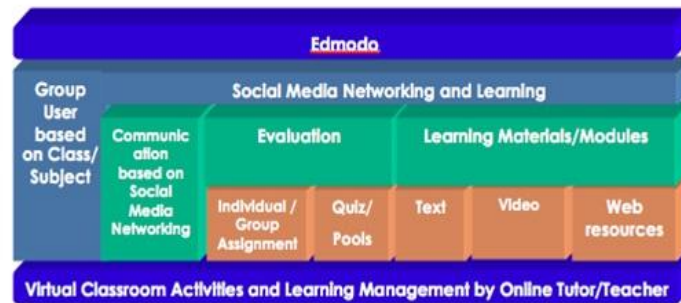 Edmodo
Group
User
based
on Class/
Subject
Social Media Networking and Learning
Communic
ation
based on
Social
Media
Networking
Evaluation
Learning Materials/Modules
Individual /
Group
Assignment
Quiz/
Pools
Text
Video
Web
resources
Virtual Classroom Activities and Learning Management by Online Tutor/Teacher